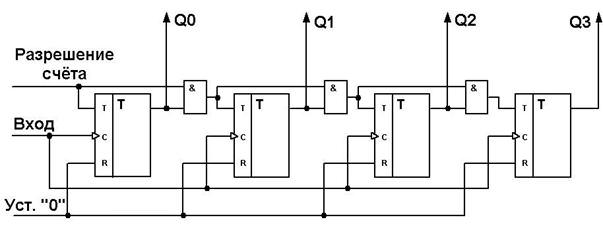 Q0 Q1 Q2 Q3
Разрешение
счёта
& & &
T T T T T T T T
Вход
C C C C
R R R R
Уст. "0"